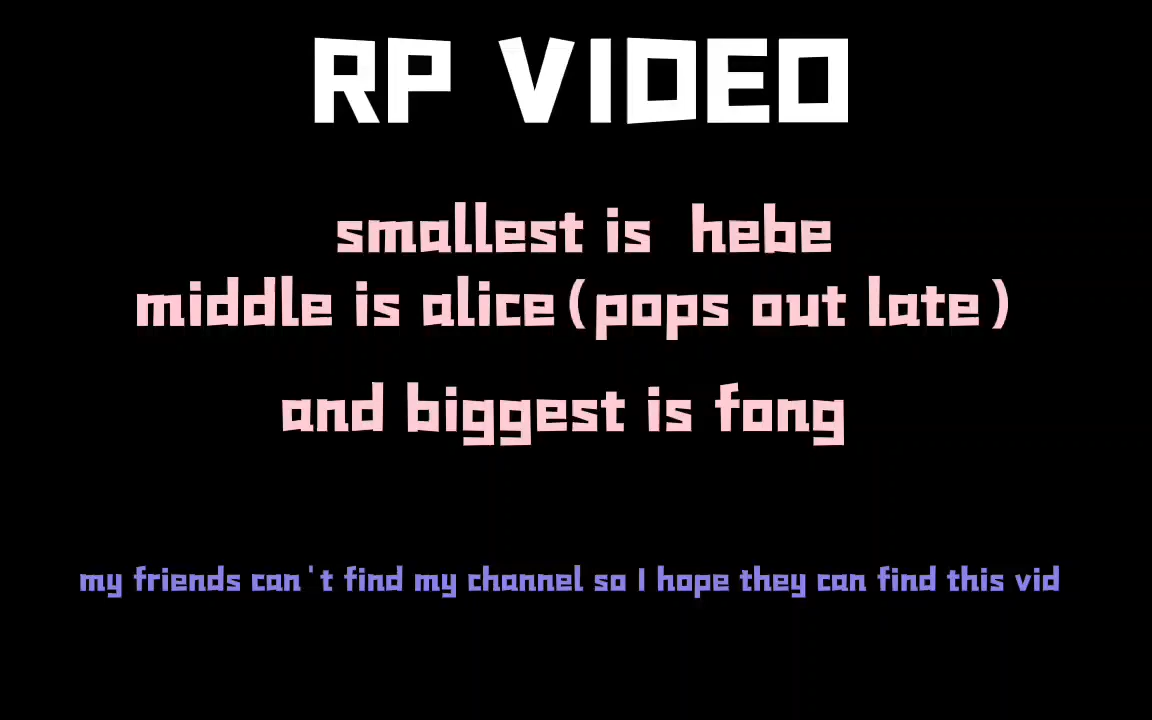 RP VIDEO
smallest is hebe
middle is alice(pops out late)
and biggest is fong
my friends can't find my channel so I hope they can find this vid